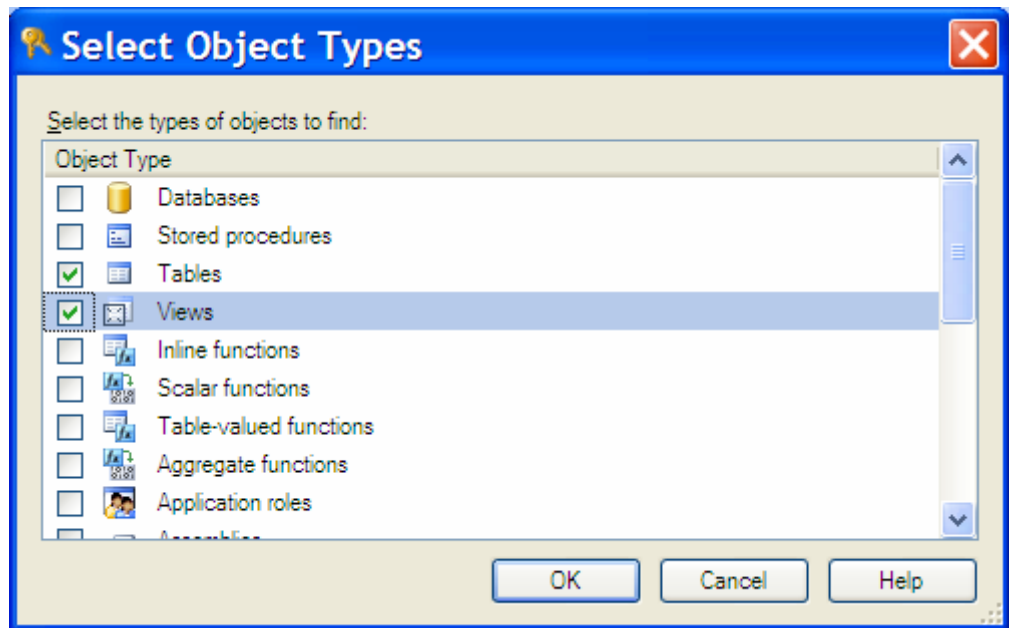 Select Object Types
Select the types of objects to find:
Object Type
Databases
Stored procedures
Tables
Views
Inline functions
Scalar functions
Table-valued functions
Aggregate functions
Application roles
Assemblies
OK Cancel Help